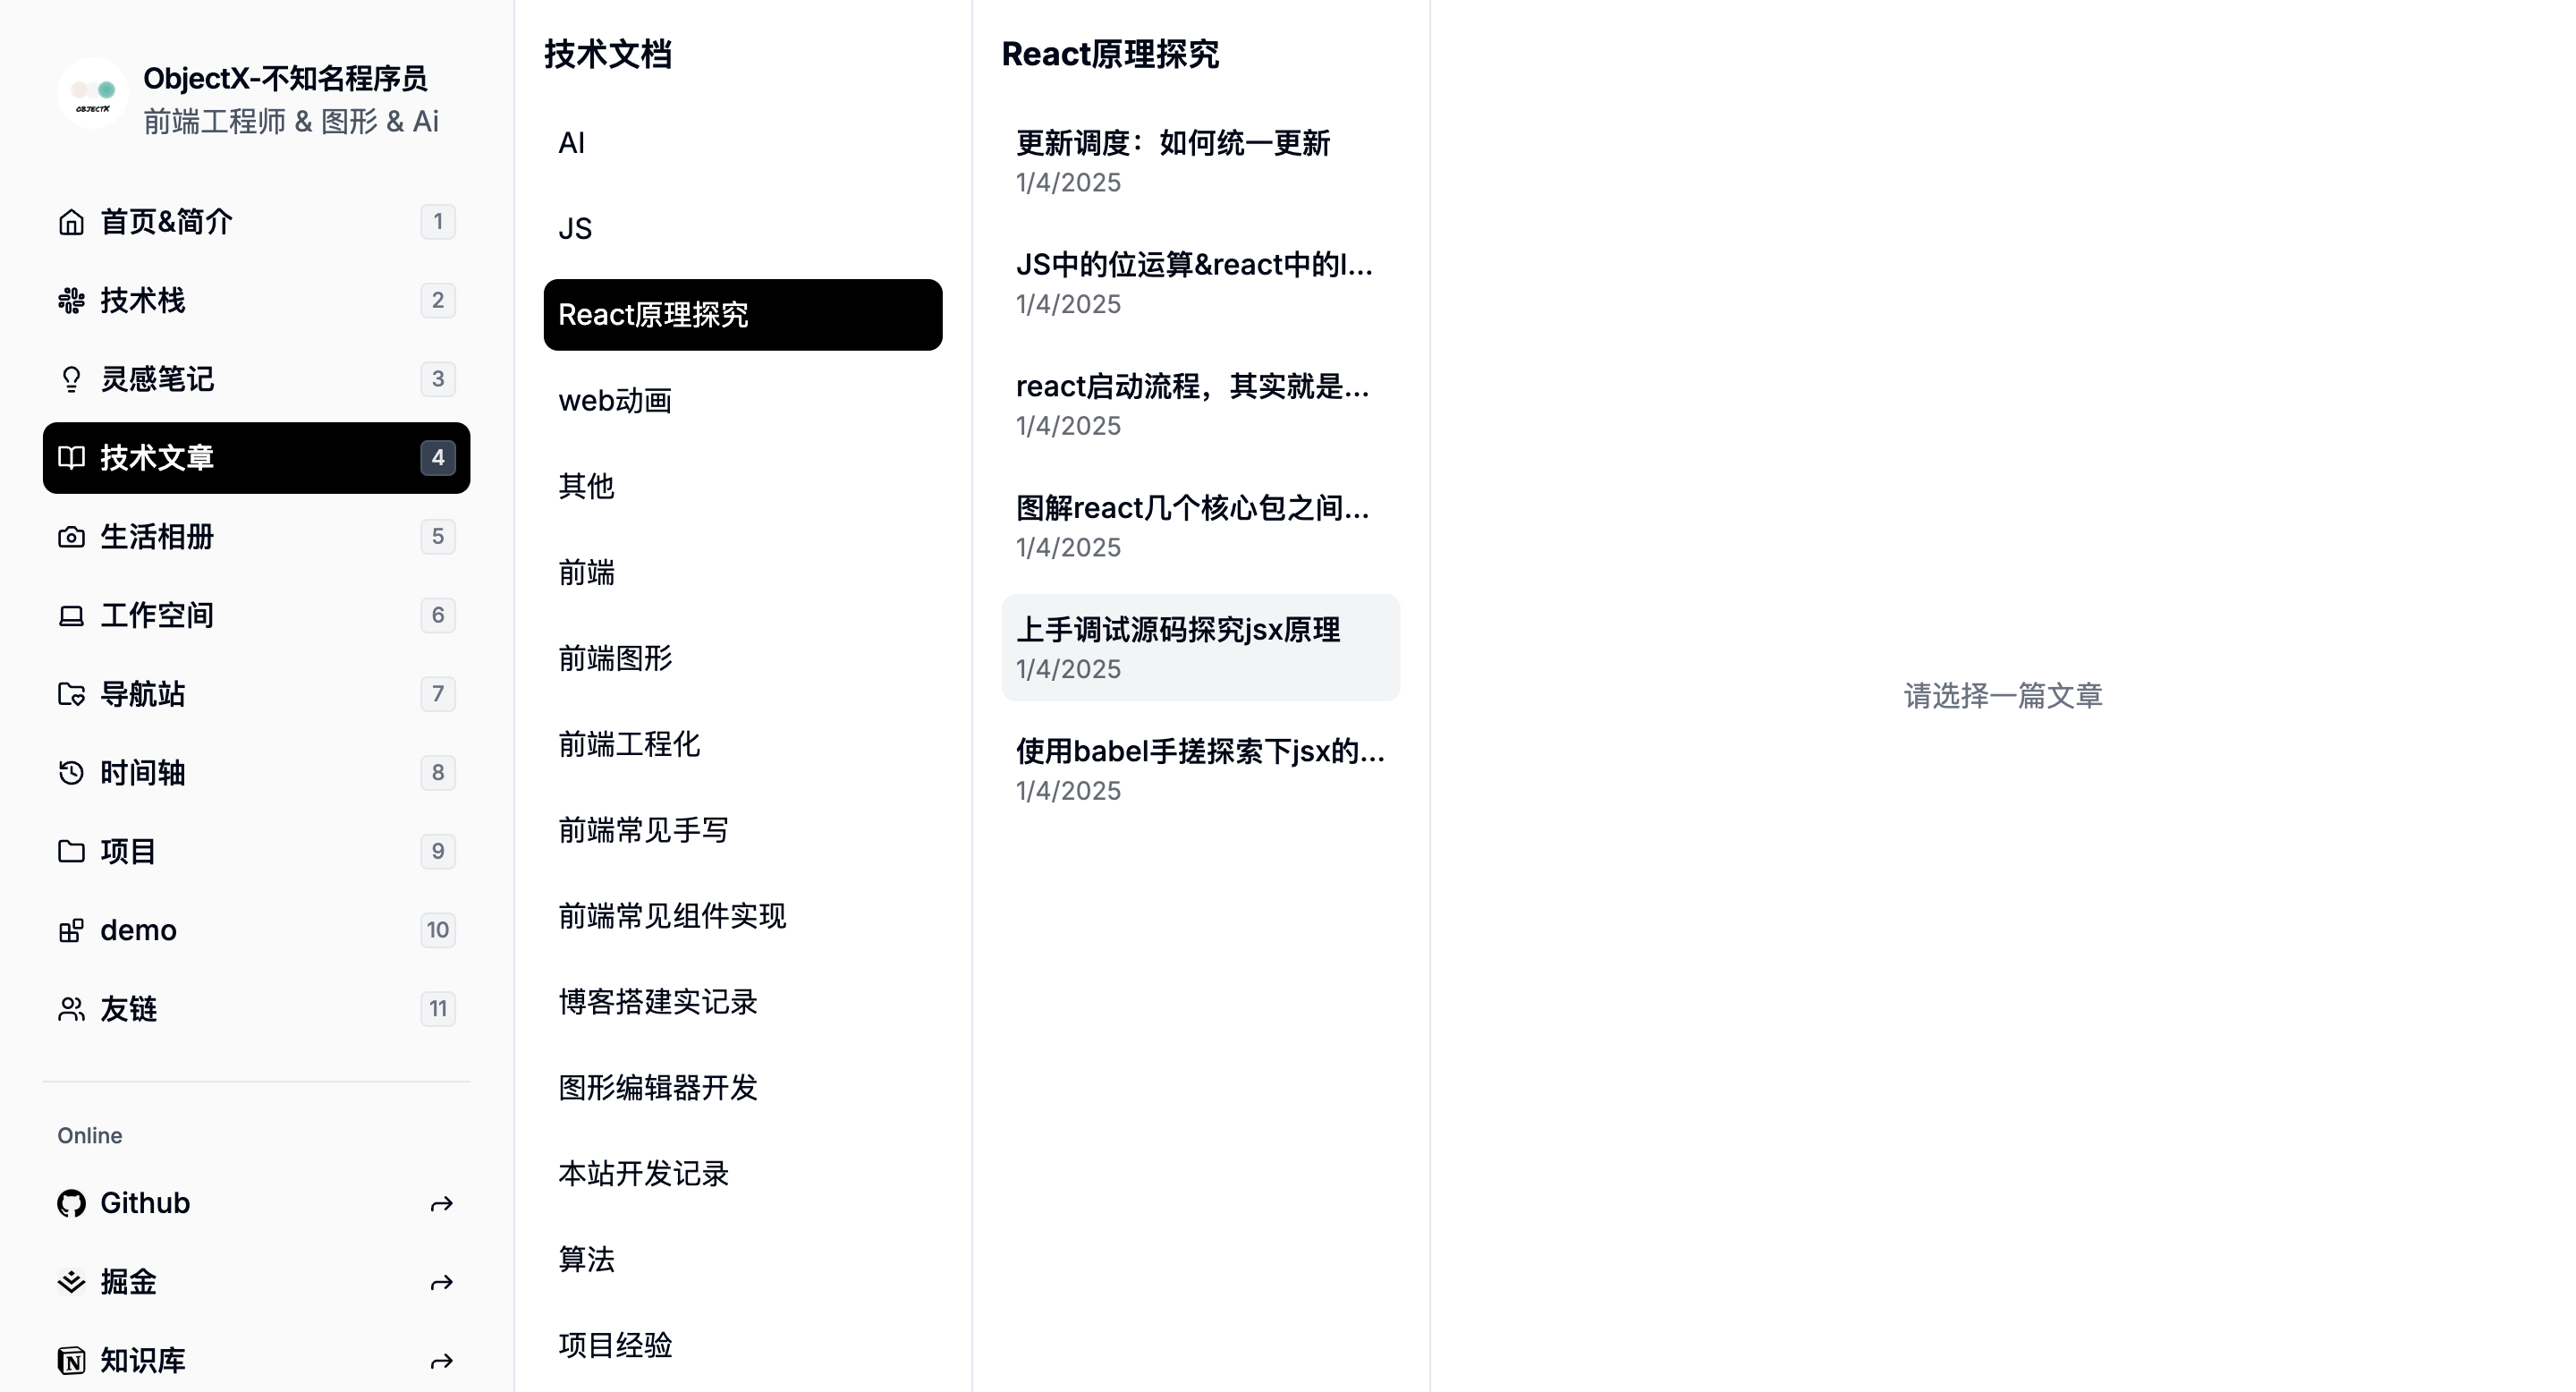 OBJECTX
ObjectX-不知名程序员
前端工程师 & 图形 & Ai
首页&简介
1
技术栈
2
灵感笔记
3
技术文章
4
生活相册
5
工作空间
6
导航站
7
时间轴
8
项目
9
demo
10
友链
11
Online
Github
掘金
知识库
技术文档
AI
JS
React原理探究
web动画
其他
前端
前端图形
前端工程化
前端常见手写
前端常见组件实现
博客搭建实记录
图形编辑器开发
本站开发记录
算法
项目经验
React原理探究
更新调度：如何统一更新
1/4/2025
JS中的位运算&react中的l...
1/4/2025
react启动流程，其实就是...
1/4/2025
图解react几个核心包之间...
1/4/2025
上手调试源码探究jsx原理
1/4/2025
使用babel手搓探索下jsx的...
1/4/2025
请选择一篇文章